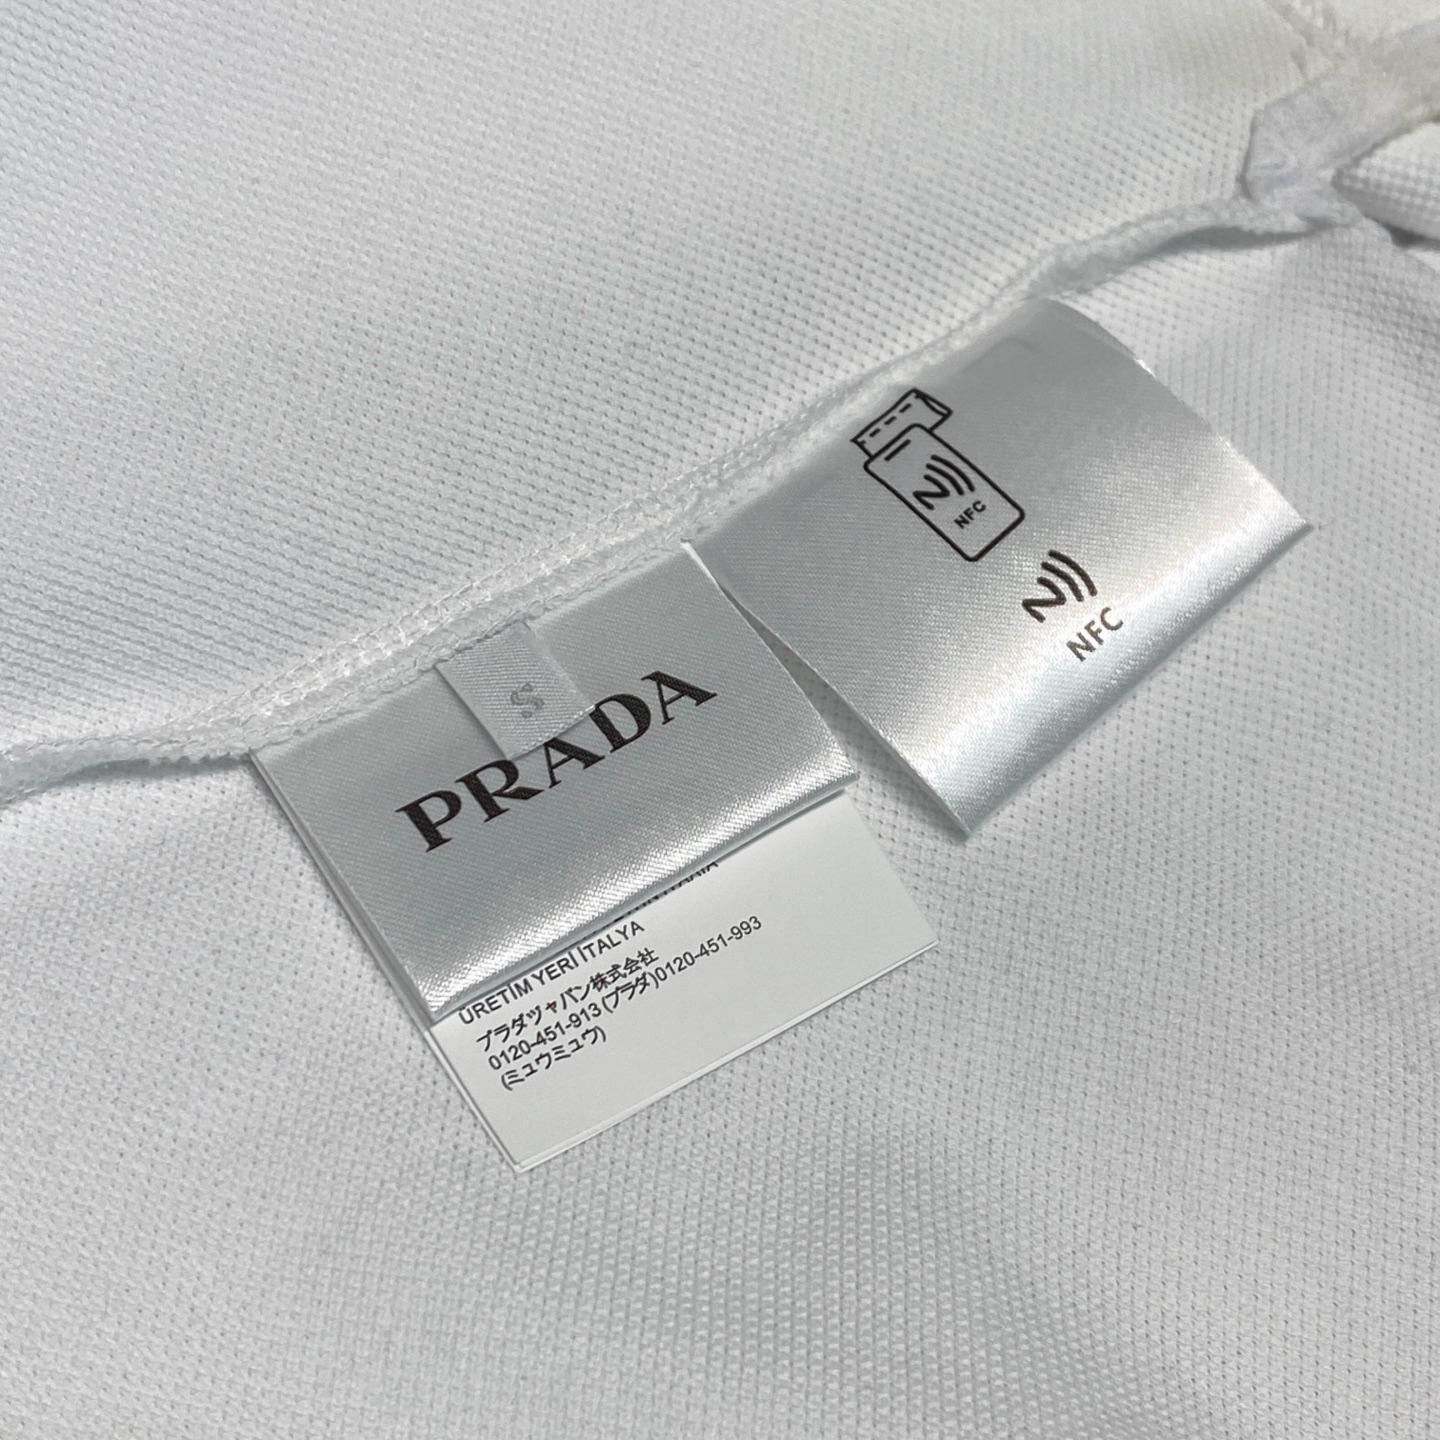 NFC
NFC
S
PRADA
ÜRETİM YERİ İTALYA
プラダヅャパン株式会社
0120-451-913 (プラダ)0120-451-993
(ミュウミュウ)